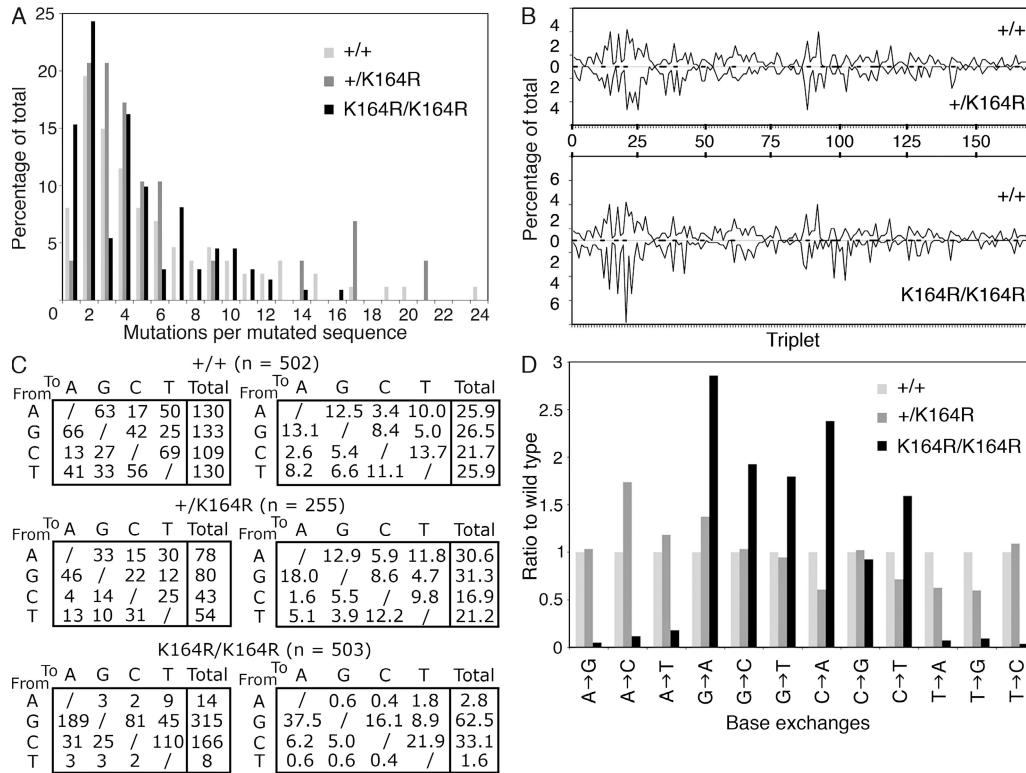 A
25
20
15
10
5
0 2 4 6 8 10 12 14 16 18 20 22 24
Percentage of total
Mutations per mutated sequence
+/+
+/K164R
K164R/K164R
B
4
2
0
2
4
+/+
+/K164R
0 25 50 75 100 125 150
6
4
2
0
2
4
6
+/+
K164R/K164R
Percentage of total
Triplet
C
+/+ (n = 502)
From To A G C T Total
A / 63 17 50 130
G 66 / 42 25 133
C 13 27 / 69 109
T 41 33 56 / 130
From To A G C T Total
A / 12.5 3.4 10.0 25.9
G 13.1 / 8.4 5.0 26.5
C 2.6 5.4 / 13.7 21.7
T 8.2 6.6 11.1 / 25.9
+/K164R (n = 255)
From To A G C T Total
A / 33 15 30 78
G 46 / 22 12 80
C 4 14 / 25 43
T 13 10 31 / 54
From To A G C T Total
A / 12.9 5.9 11.8 30.6
G 18.0 / 8.6 4.7 31.3
C 1.6 5.5 / 9.8 16.9
T 5.1 3.9 12.2 / 21.2
K164R/K164R (n = 503)
From To A G C T Total
A / 3 2 9 14
G 189 / 81 45 315
C 31 25 / 110 166
T 3 3 2 / 8
From To A G C T Total
A / 0.6 0.4 1.8 2.8
G 37.5 / 16.1 8.9 62.5
C 6.2 5.0 / 21.9 33.1
T 0.6 0.6 0.4 / 1.6
D
3
2.5
2
1.5
1
0.5
0
Ratio to wild type
+/+
+/K164R
K164R/K164R
A→G
A→C
A→T
G→A
G→C
G→T
C→A
C→G
C→T
T→A
T→G
T→C
Base exchanges